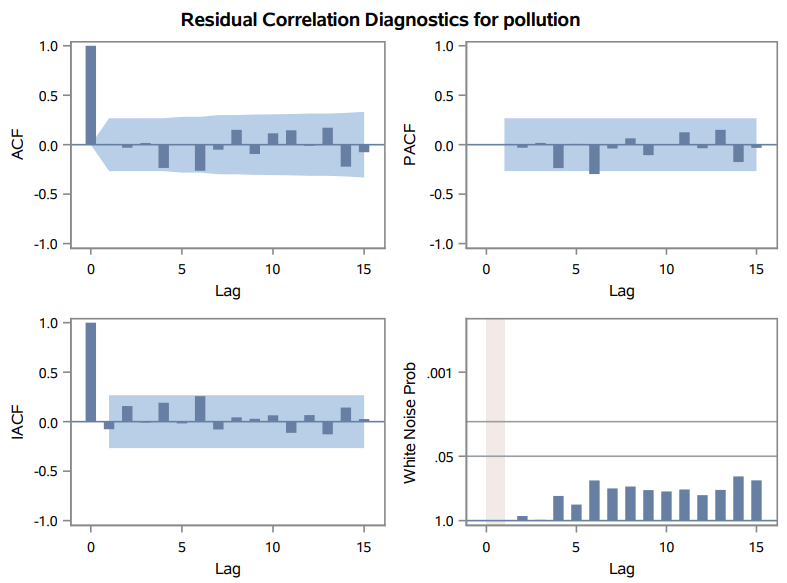 Residual Correlation Diagnostics for pollution
1.0
0.5
0.0
-0.5
-1.0
ACF
0 5 10 15
Lag
1.0
0.5
0.0
-0.5
-1.0
PACF
0 5 10 15
Lag
1.0
0.5
0.0
-0.5
-1.0
IACF
0 5 10 15
Lag
.001
.05
1.0
White Noise Prob
0 5 10 15
Lag